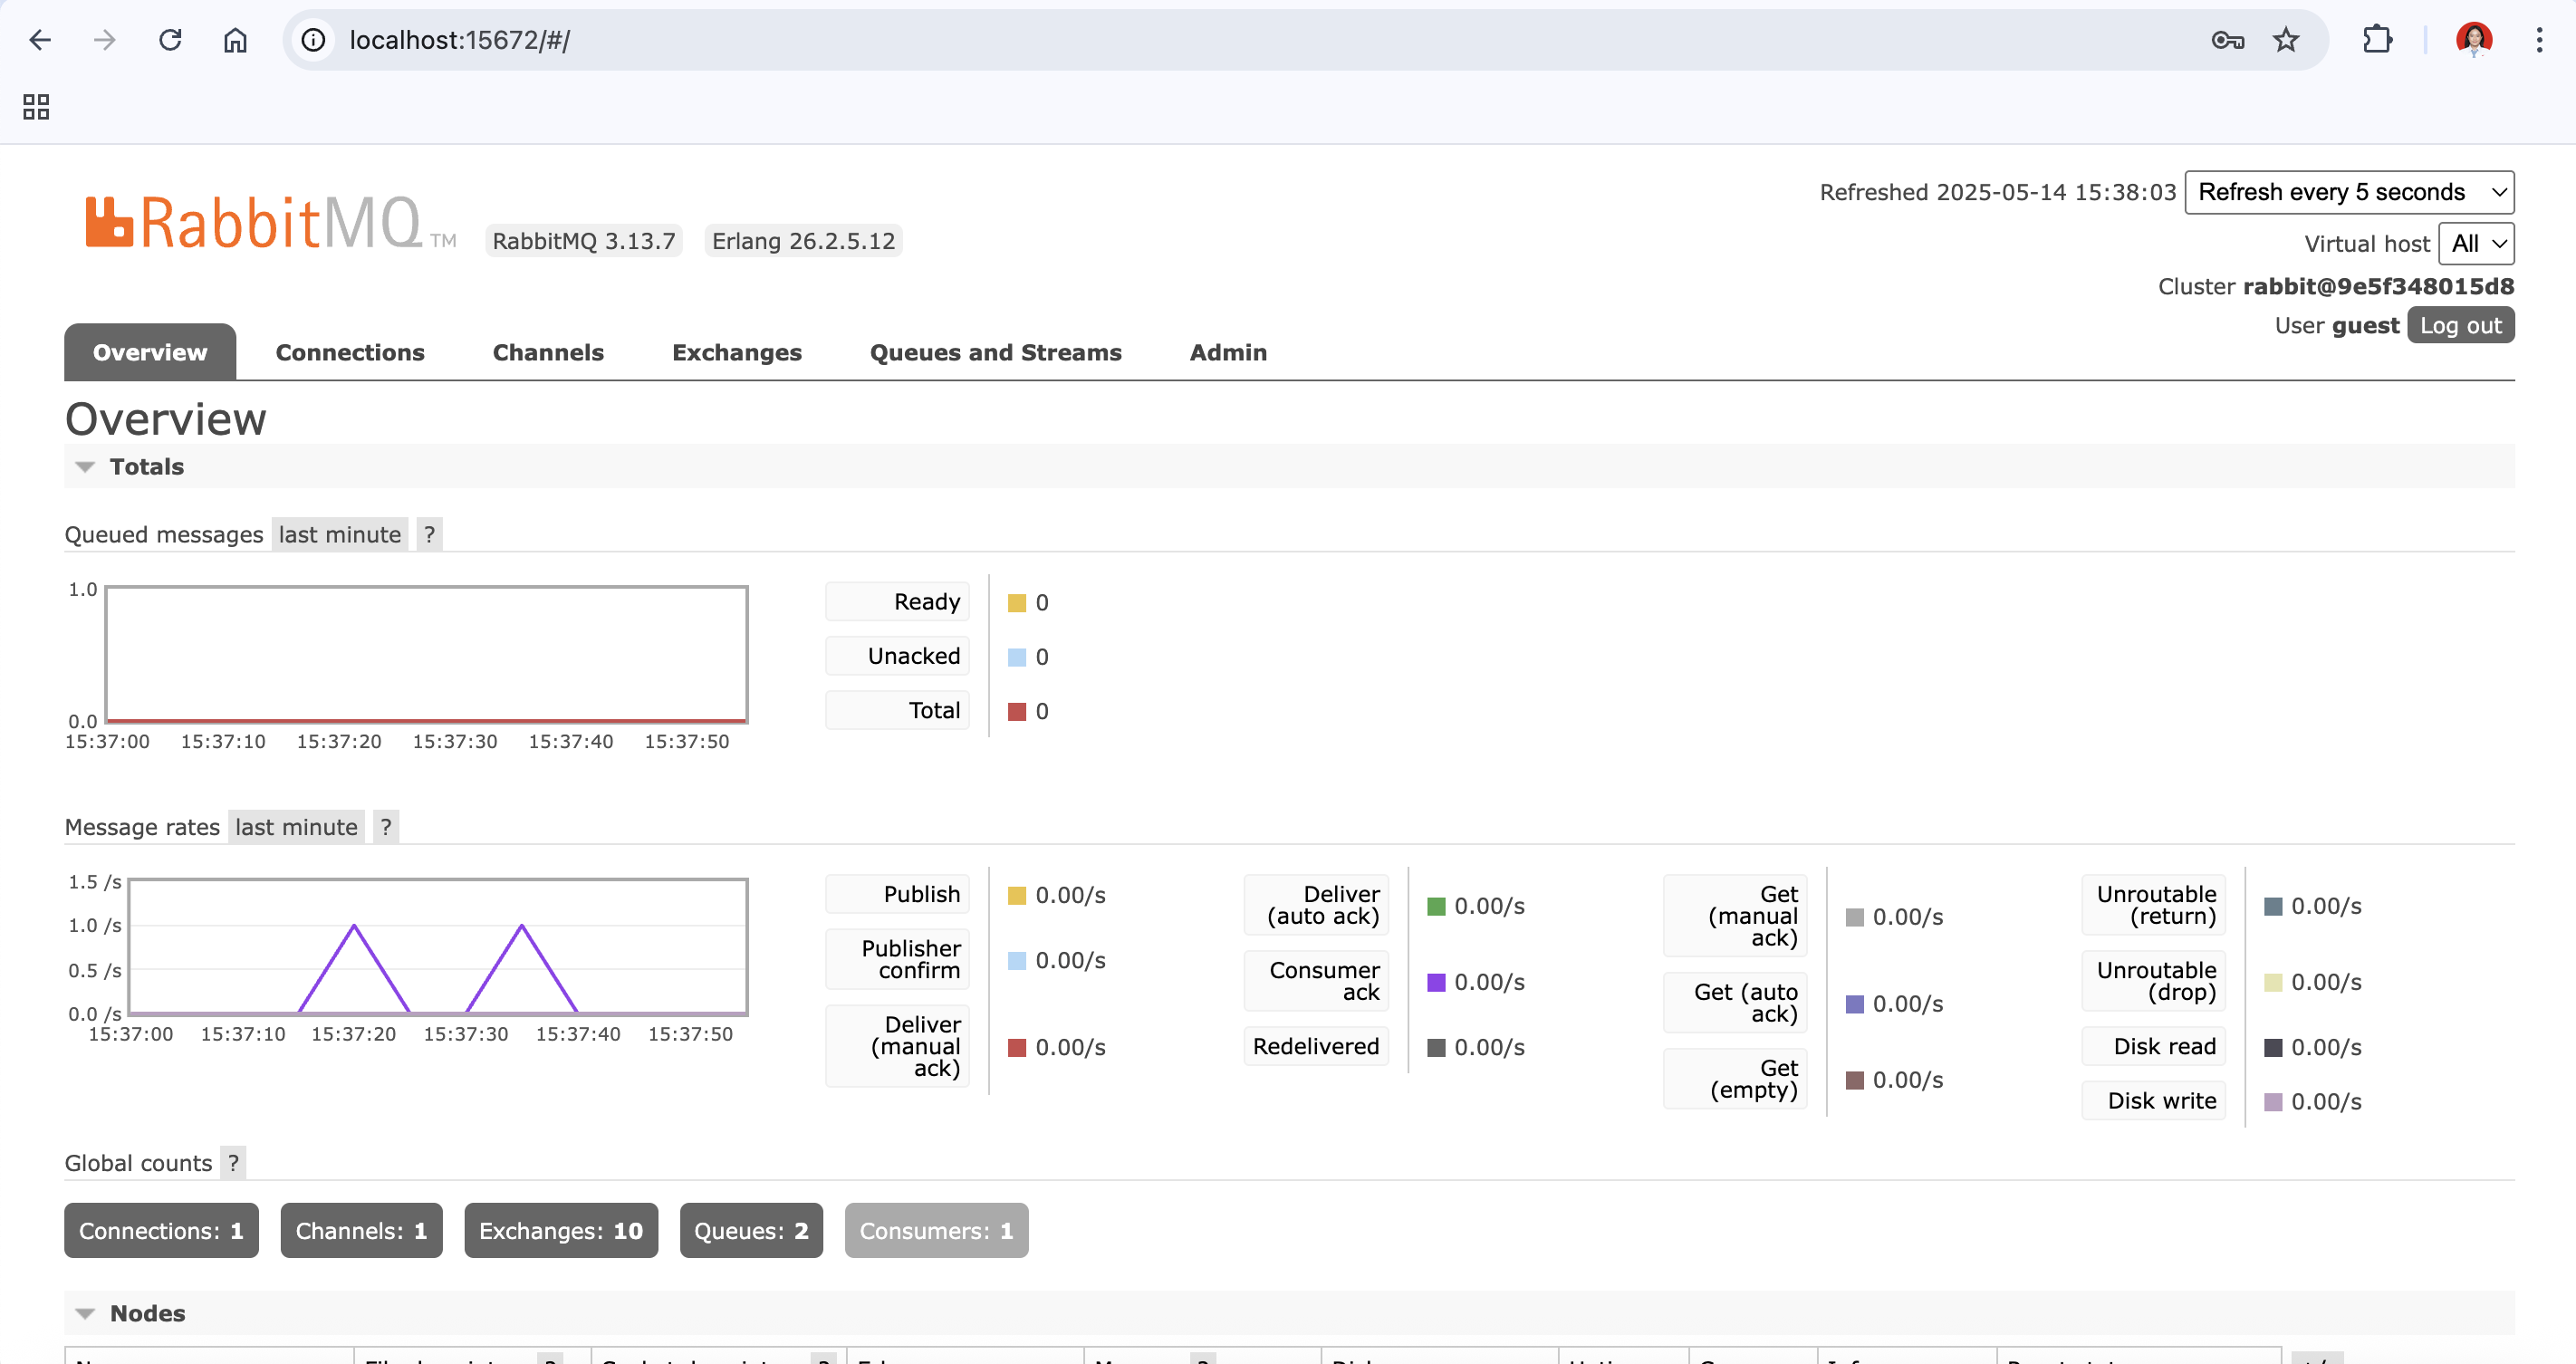 localhost:15672/#/
RabbitMQ TM
RabbitMQ 3.13.7
Erlang 26.2.5.12
Refreshed 2025-05-14 15:38:03
Refresh every 5 seconds
Virtual host All
Cluster rabbit@9e5f348015d8
User guest Log out
Overview
Connections
Channels
Exchanges
Queues and Streams
Admin
Overview
Totals
Queued messages last minute ?
1.0
0.0
15:37:00 15:37:10 15:37:20 15:37:30 15:37:40 15:37:50
Ready 0
Unacked 0
Total 0
Message rates last minute ?
1.5 /s
1.0 /s
0.5 /s
0.0 /s
15:37:00 15:37:10 15:37:20 15:37:30 15:37:40 15:37:50
Publish 0.00/s
Publisher
confirm 0.00/s
Deliver
(manual
ack) 0.00/s
Deliver
(auto ack) 0.00/s
Consumer
ack 0.00/s
Redelivered 0.00/s
Get
(manual
ack) 0.00/s
Get (auto
ack) 0.00/s
Get
(empty) 0.00/s
Unroutable
(return) 0.00/s
Unroutable
(drop) 0.00/s
Disk read 0.00/s
Disk write 0.00/s
Global counts ?
Connections: 1
Channels: 1
Exchanges: 10
Queues: 2
Consumers: 1
Nodes